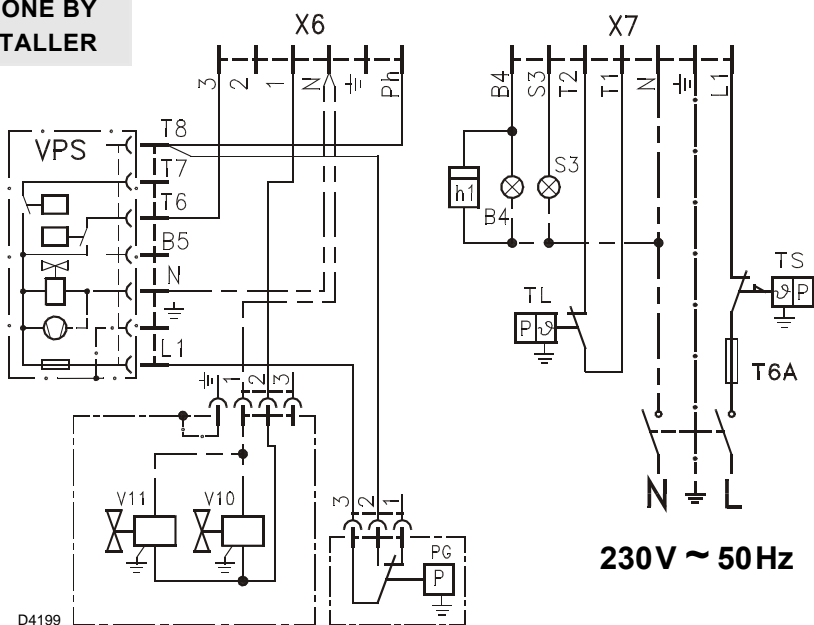 ONE BY
TALLER
X6
X7
3
2
1
N
Ph
B4
S3
T2
T1
N
L1
T8
VPS
T7
T6
B5
N
L1
h1
B4
S3
TL
P ϑ
TS
ϑ P
T6A
1
2
3
V11
V10
3
2
1
PG
P
N
L
230V ~ 50Hz
D4199